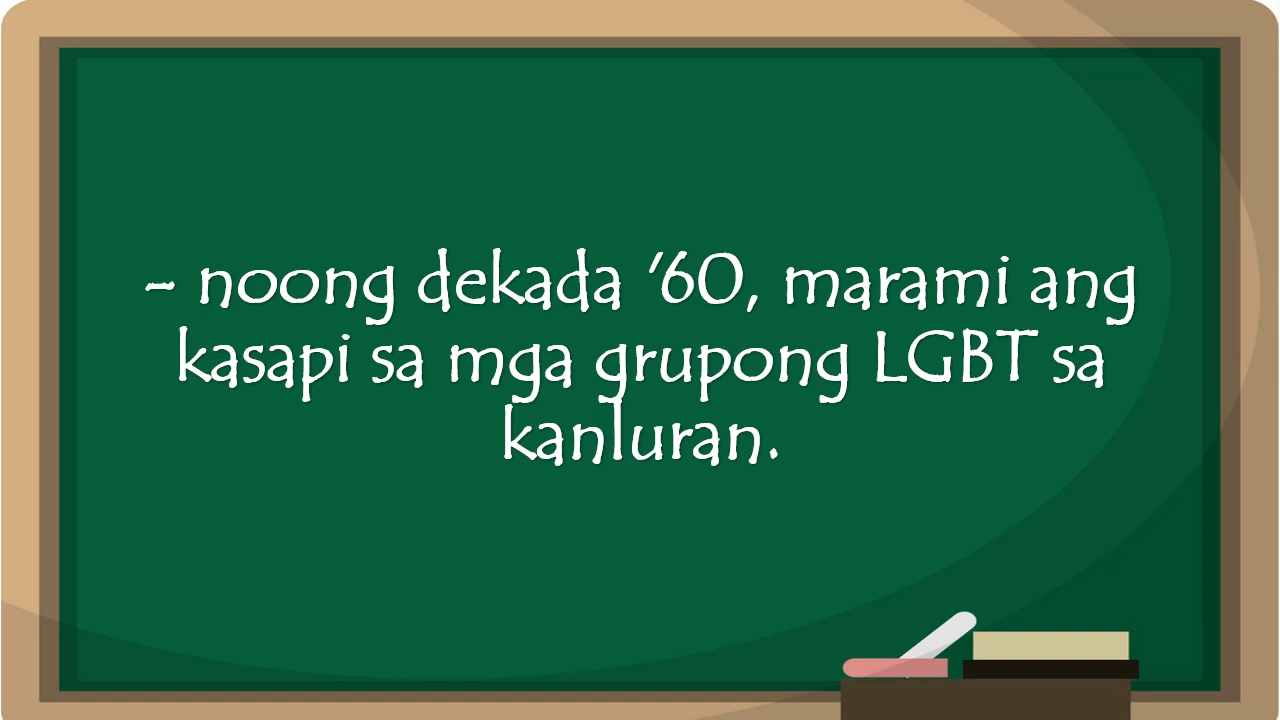 - noong dekada '60, marami ang
kasapi sa mga grupong LGBT sa
kanluran.